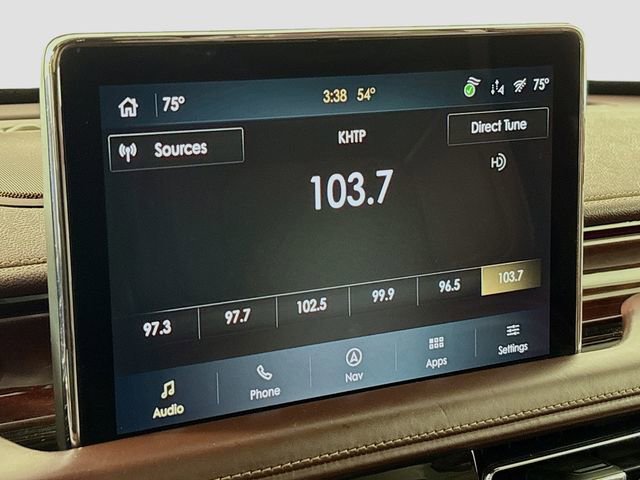 75° 3:38 54° 75°
Sources KHTP Direct Tune
HD
103.7
97.3 97.7 102.5 99.9 96.5 103.7
Audio Phone Nav Apps Settings